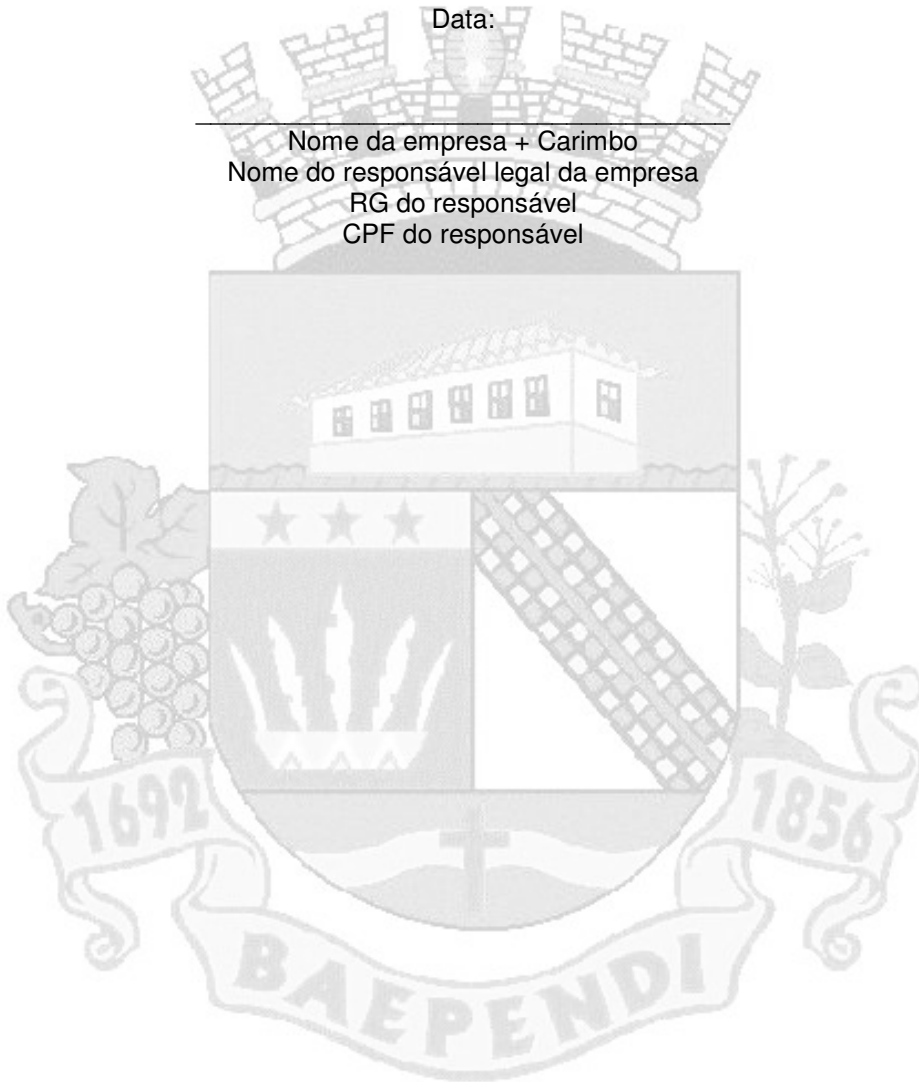 Data:
______________________________________
Nome da empresa + Carimbo
Nome do responsável legal da empresa
RG do responsável
CPF do responsável
1692
1856
BAEPENDI